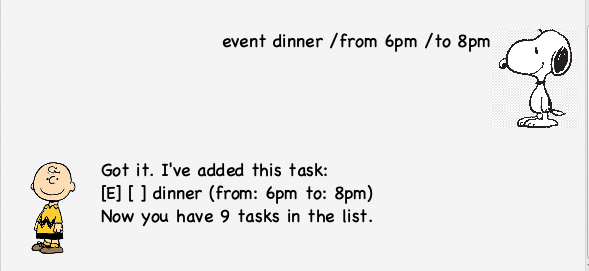 event dinner /from 6pm /to 8pm
Got it. I've added this task:
[E] [ ] dinner (from: 6pm to: 8pm)
Now you have 9 tasks in the list.